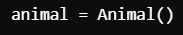 animal = Animal()